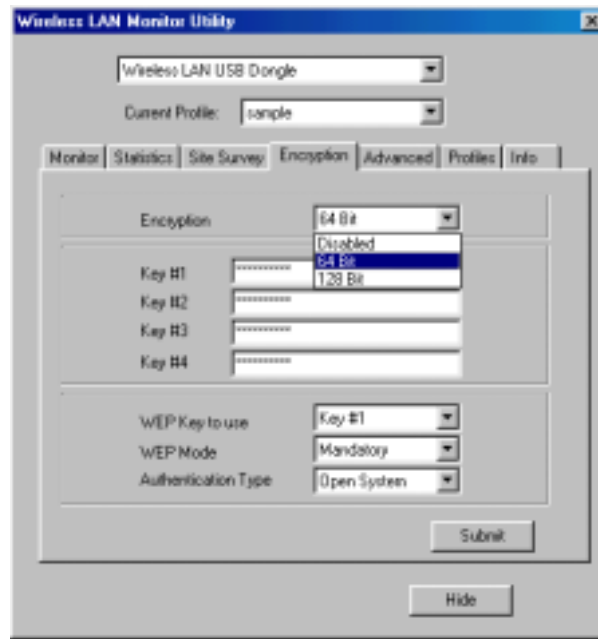 Wireless LAN Monitor Utility
Wireless LAN USB Dongle
Current Profile: sample
Monitor Statistics Site Survey Encryption Advanced Profiles Info
Encryption 64 Bit
Disabled
64 Bit
128 Bit
Key #1 **********
Key #2 **********
Key #3 **********
Key #4 **********
WEP Key to use Key #1
WEP Mode Mandatory
Authentication Type Open System
Submit
Hide